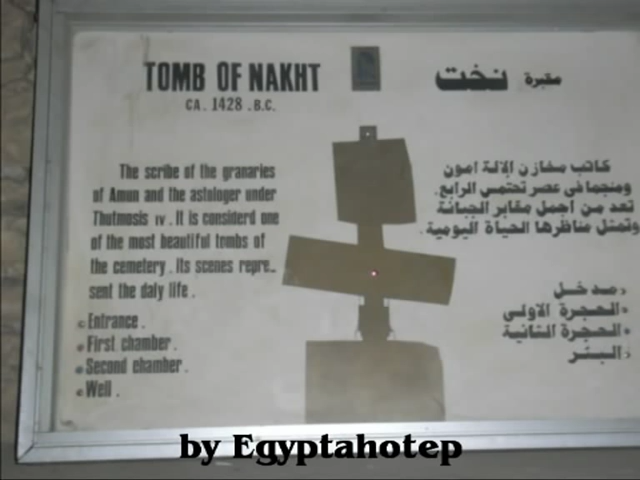 TOMB OF NAKHT
CA. 1428 .B.C.
The scribe of the granaries
of Amun and the astologer under
Thutmosis IV . It is considerd one
of the most beautiful tombs of
the cemetery . Its scenes repre_
sent the daly life .
Entrance .
First chamber .
Second chamber .
Well .
مقبرة نخت
كاتب مخازن الإلة امون
ومنجما فى عصر تحتمس الرابع.
تعد من اجمل مقابر الجبانة
وتمثل مناظرها الحياة اليومية.
مدخل
الحجرة الاولى
الحجرة الثانية
البئر
by Egyptahotep